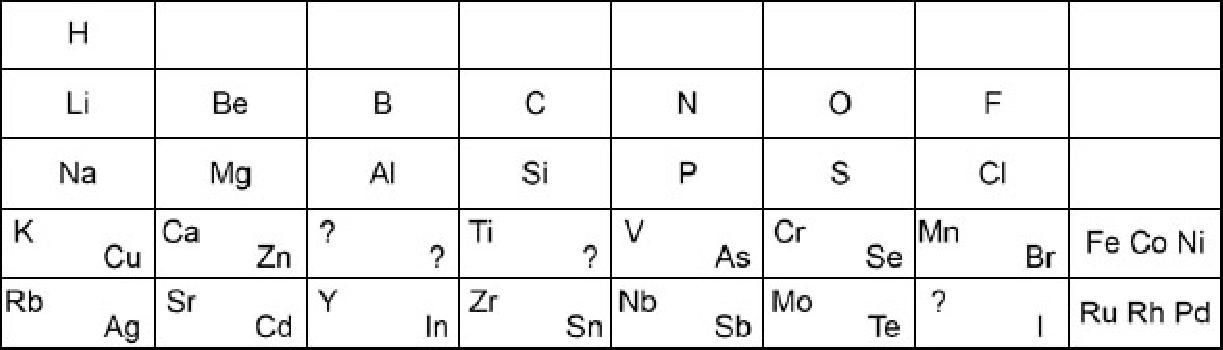 H
Li Be B C N O F
Na Mg Al Si P S Cl
K Cu Ca Zn ? ? Ti ? V As Cr Se Mn Br Fe Co Ni
Rb Ag Sr Cd Y In Zr Sn Nb Sb Mo Te ? I Ru Rh Pd